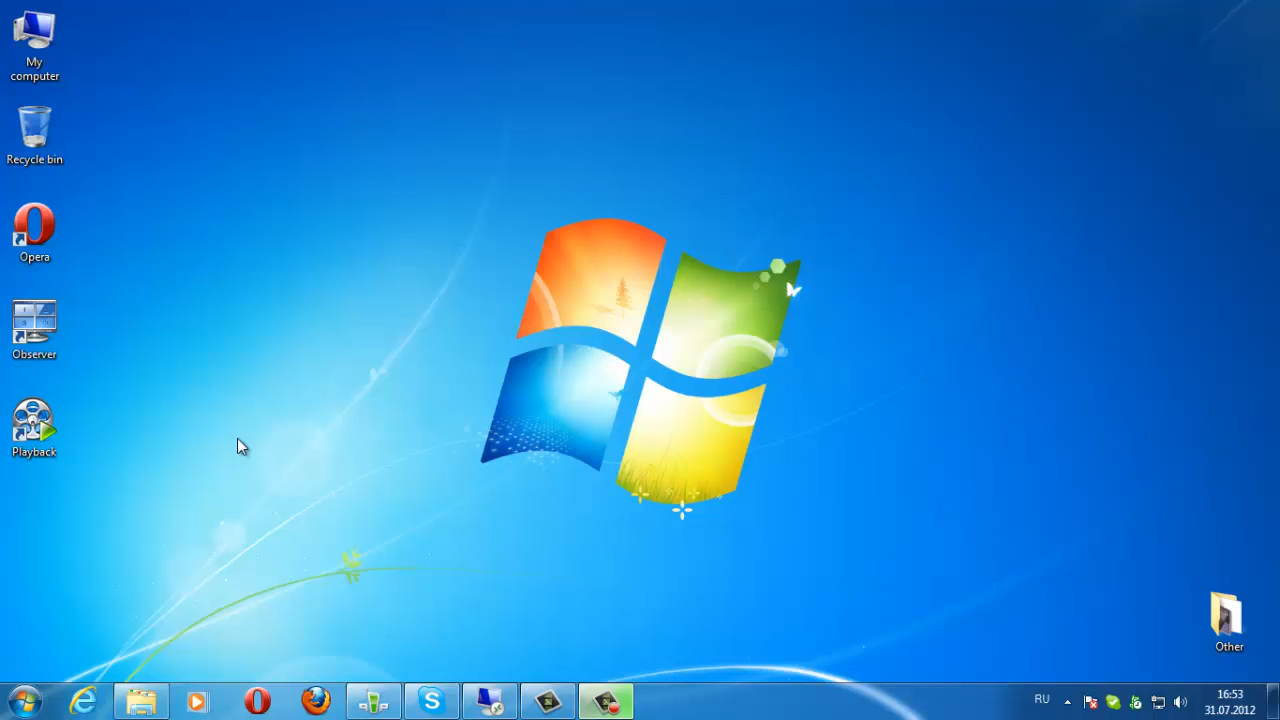 My
computer
Recycle bin
Opera
Observer
Playback
Other
RU
16:53
31.07.2012